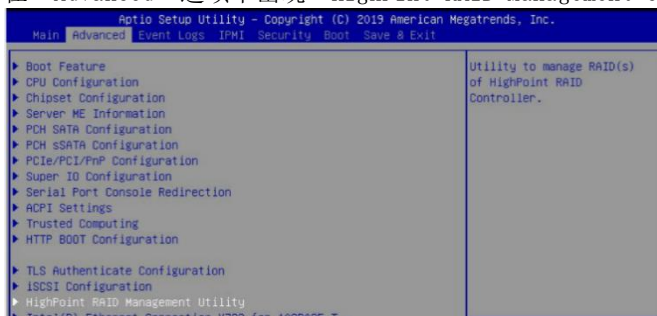 Aptio Setup Utility - Copyright (C) 2019 American Megatrends, Inc.
Main Advanced Event Logs IPMI Security Boot Save & Exit
Boot Feature
CPU Configuration
Chipset Configuration
Server ME Information
PCH SATA Configuration
PCH sSATA Configuration
PCIe/PCI/PnP Configuration
Super IO Configuration
Serial Port Console Redirection
ACPI Settings
Trusted Computing
HTTP BOOT Configuration
TLS Authenticate Configuration
iSCSI Configuration
HighPoint RAID Management Utility
Utility to manage RAID(s)
of HighPoint RAID
Controller.